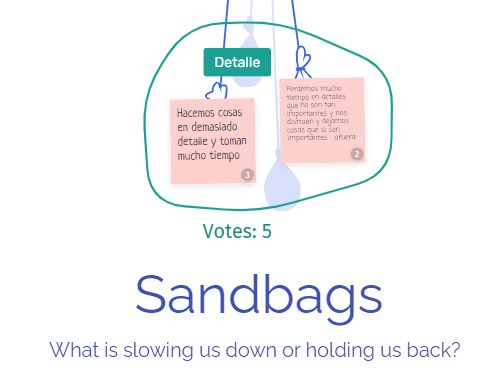 Detalle
Hacemos cosas
en demasiado
detalle y toman
mucho tiempo
3
Perdemos mucho
tiempo en detalles
que no son tan
importantes y nos
distraen y dejamos
cosas que si son
importantes afuera
2
Votes: 5
Sandbags
What is slowing us down or holding us back?